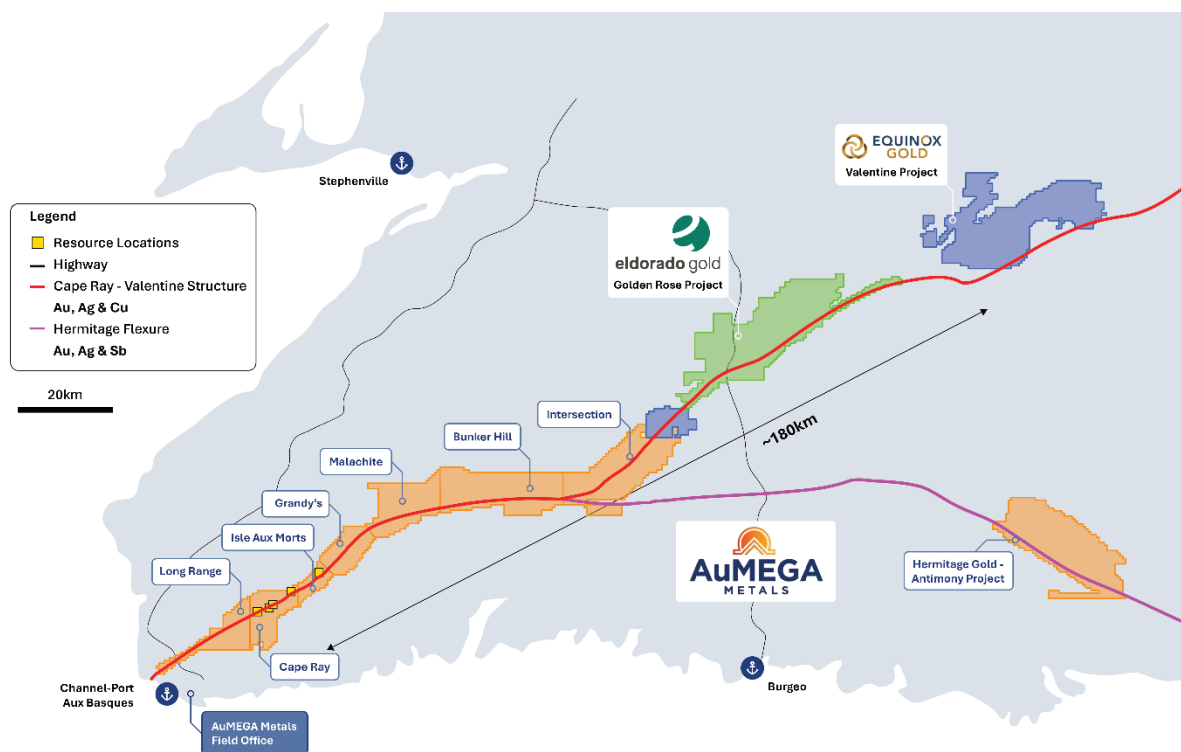 Stephenville
EQUINOX
GOLD
Valentine Project
Legend
Resource Locations
Highway
Cape Ray - Valentine Structure
Au, Ag & Cu
Hermitage Flexure
Au, Ag & Sb
20km
eldorado gold
Golden Rose Project
~180km
Intersection
Bunker Hill
Malachite
Grandy's
Isle Aux Morts
Long Range
Cape Ray
AuMEGA
METALS
Hermitage Gold -
Antimony Project
Channel-Port
Aux Basques
Burgeo
AuMEGA Metals
Field Office